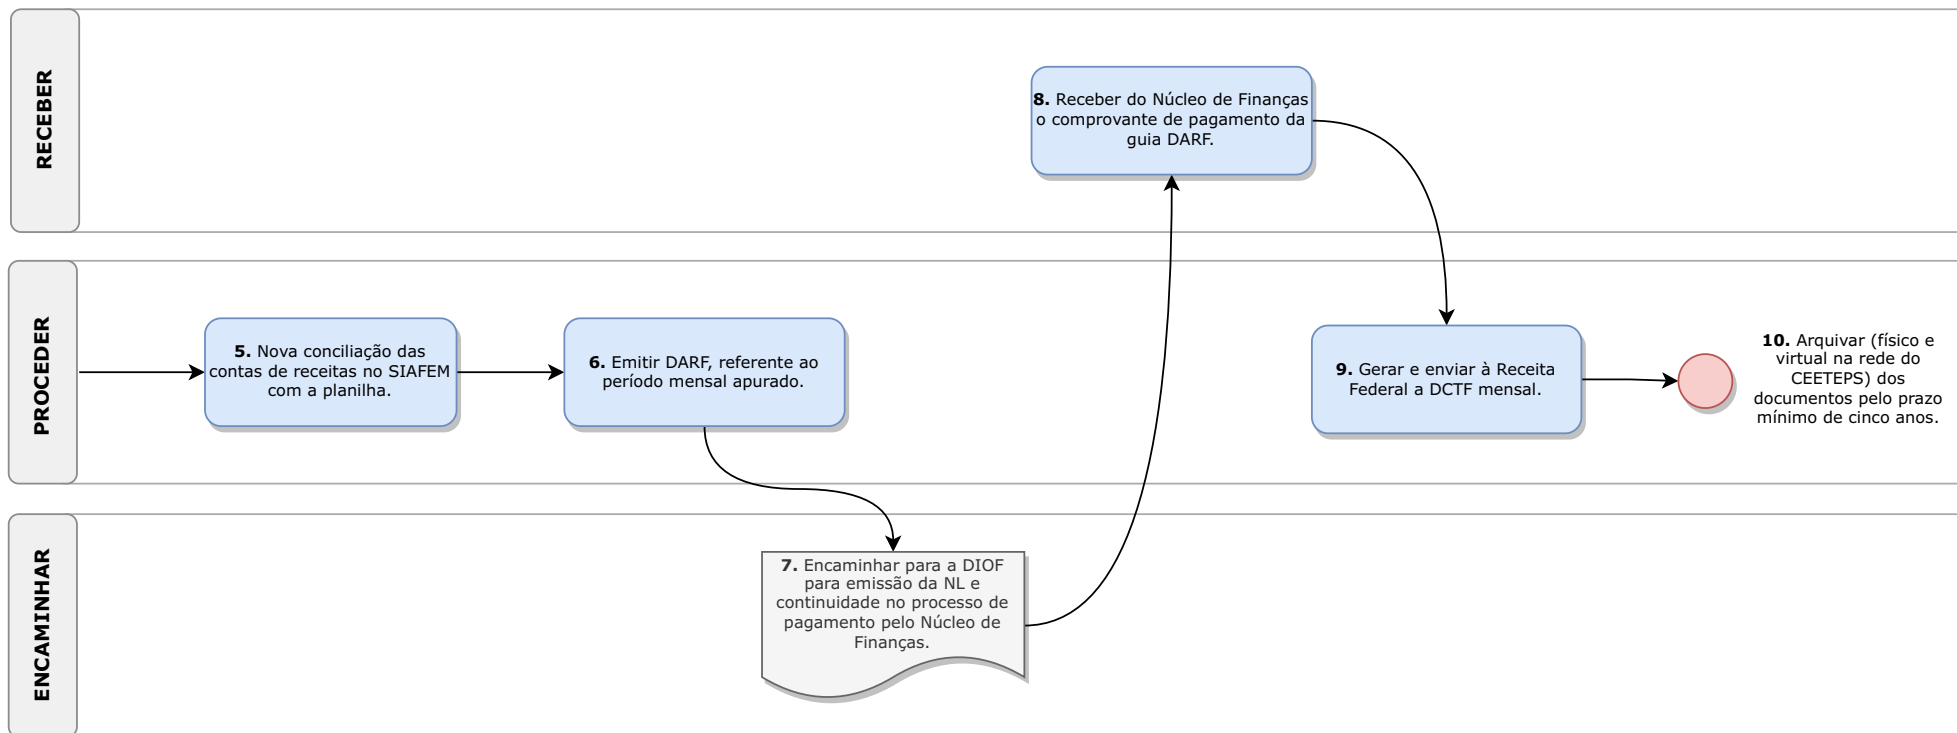 RECEBER
8. Receber do Núcleo de Finanças
o comprovante de pagamento da
guia DARF.
PROCEDER
5. Nova conciliação das
contas de receitas no SIAFEM
com a planilha.
6. Emitir DARF, referente ao
período mensal apurado.
9. Gerar e enviar à Receita
Federal a DCTF mensal.
10. Arquivar (físico e
virtual na rede do
CEETEPS) dos
documentos pelo prazo
mínimo de cinco anos.
ENCAMINHAR
7. Encaminhar para a DIOF
para emissão da NL e
continuidade no processo de
pagamento pelo Núcleo de
Finanças.